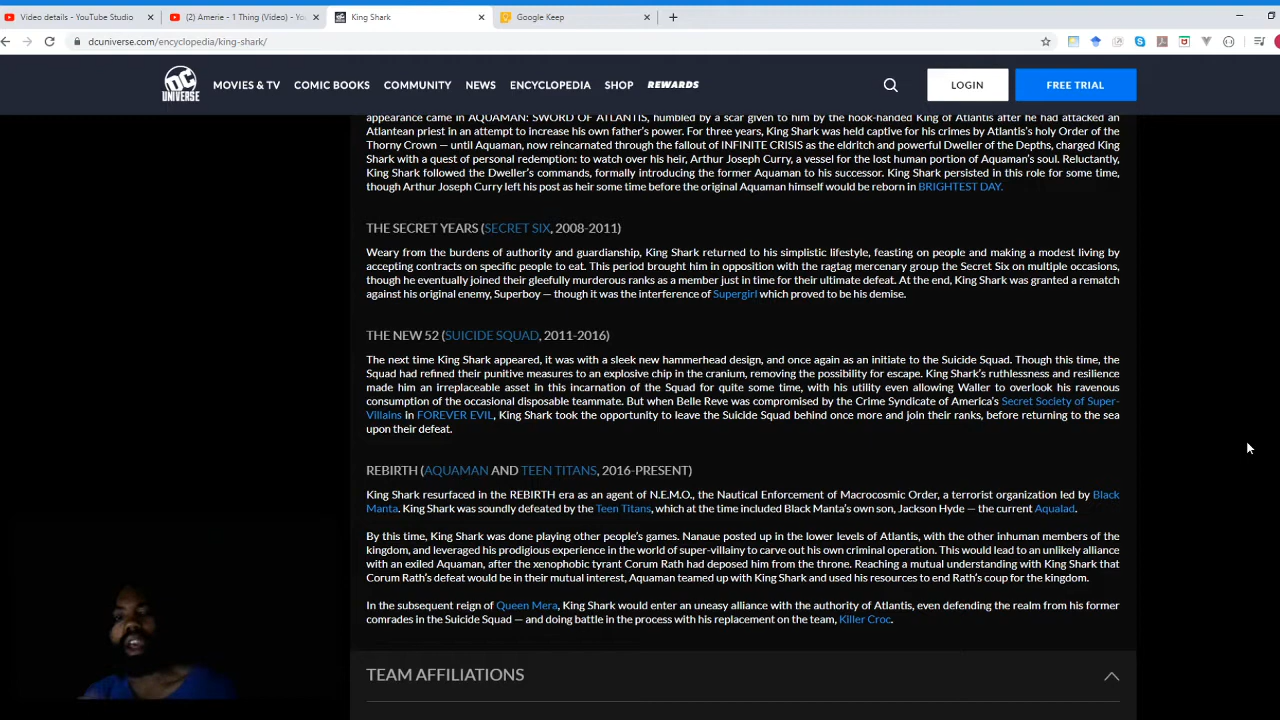 Video details - YouTube Studio
(2) Amerie - 1 Thing (Video) - Yo
King Shark
Google Keep
dcuniverse.com/encyclopedia/king-shark/
DC UNIVERSE
MOVIES & TV
COMIC BOOKS
COMMUNITY
NEWS
ENCYCLOPEDIA
SHOP
REWARDS
LOGIN
FREE TRIAL
appearance came in AQUAMAN: SWORD OF ATLANTIS, humbled by a scar given to him by the hook-handed King of Atlantis after he had attacked an
Atlantean priest in an attempt to increase his own father's power. For three years, King Shark was held captive for his crimes by Atlantis's holy Order of the
Thorny Crown — until Aquaman, now reincarnated through the fallout of INFINITE CRISIS as the eldritch and powerful Dweller of the Depths, charged King
Shark with a quest of personal redemption: to watch over his heir, Arthur Joseph Curry, a vessel for the lost human portion of Aquaman's soul. Reluctantly,
King Shark followed the Dweller's commands, formally introducing the former Aquaman to his successor. King Shark persisted in this role for some time,
though Arthur Joseph Curry left his post as heir some time before the original Aquaman himself would be reborn in BRIGHTEST DAY.
THE SECRET YEARS (SECRET SIX, 2008-2011)
Weary from the burdens of authority and guardianship, King Shark returned to his simplistic lifestyle, feasting on people and making a modest living by
accepting contracts on specific people to eat. This period brought him in opposition with the ragtag mercenary group the Secret Six on multiple occasions,
though he eventually joined their gleefully murderous ranks as a member just in time for their ultimate defeat. At the end, King Shark was granted a rematch
against his original enemy, Superboy — though it was the interference of Supergirl which proved to be his demise.
THE NEW 52 (SUICIDE SQUAD, 2011-2016)
The next time King Shark appeared, it was with a sleek new hammerhead design, and once again as an initiate to the Suicide Squad. Though this time, the
Squad had refined their punitive measures to an explosive chip in the cranium, removing the possibility for escape. King Shark's ruthlessness and resilience
made him an irreplaceable asset in this incarnation of the Squad for quite some time, with his utility even allowing Waller to overlook his ravenous
consumption of the occasional disposable teammate. But when Belle Reve was compromised by the Crime Syndicate of America's Secret Society of Super-
Villains in FOREVER EVIL, King Shark took the opportunity to leave the Suicide Squad behind once more and join their ranks, before returning to the sea
upon their defeat.
REBIRTH (AQUAMAN AND TEEN TITANS, 2016-PRESENT)
King Shark resurfaced in the REBIRTH era as an agent of N.E.M.O., the Nautical Enforcement of Macrocosmic Order, a terrorist organization led by Black
Manta. King Shark was soundly defeated by the Teen Titans, which at the time included Black Manta's own son, Jackson Hyde — the current Aqualad.
By this time, King Shark was done playing other people's games. Nanaue posted up in the lower levels of Atlantis, with the other inhuman members of the
kingdom, and leveraged his prodigious experience in the world of super-villainy to carve out his own criminal operation. This would lead to an unlikely alliance
with an exiled Aquaman, after the xenophobic tyrant Corum Rath had deposed him from the throne. Reaching a mutual understanding with King Shark that
Corum Rath's defeat would be in their mutual interest, Aquaman teamed up with King Shark and used his resources to end Rath's coup for the kingdom.
In the subsequent reign of Queen Mera, King Shark would enter an uneasy alliance with the authority of Atlantis, even defending the realm from his former
comrades in the Suicide Squad — and doing battle in the process with his replacement on the team, Killer Croc.
TEAM AFFILIATIONS